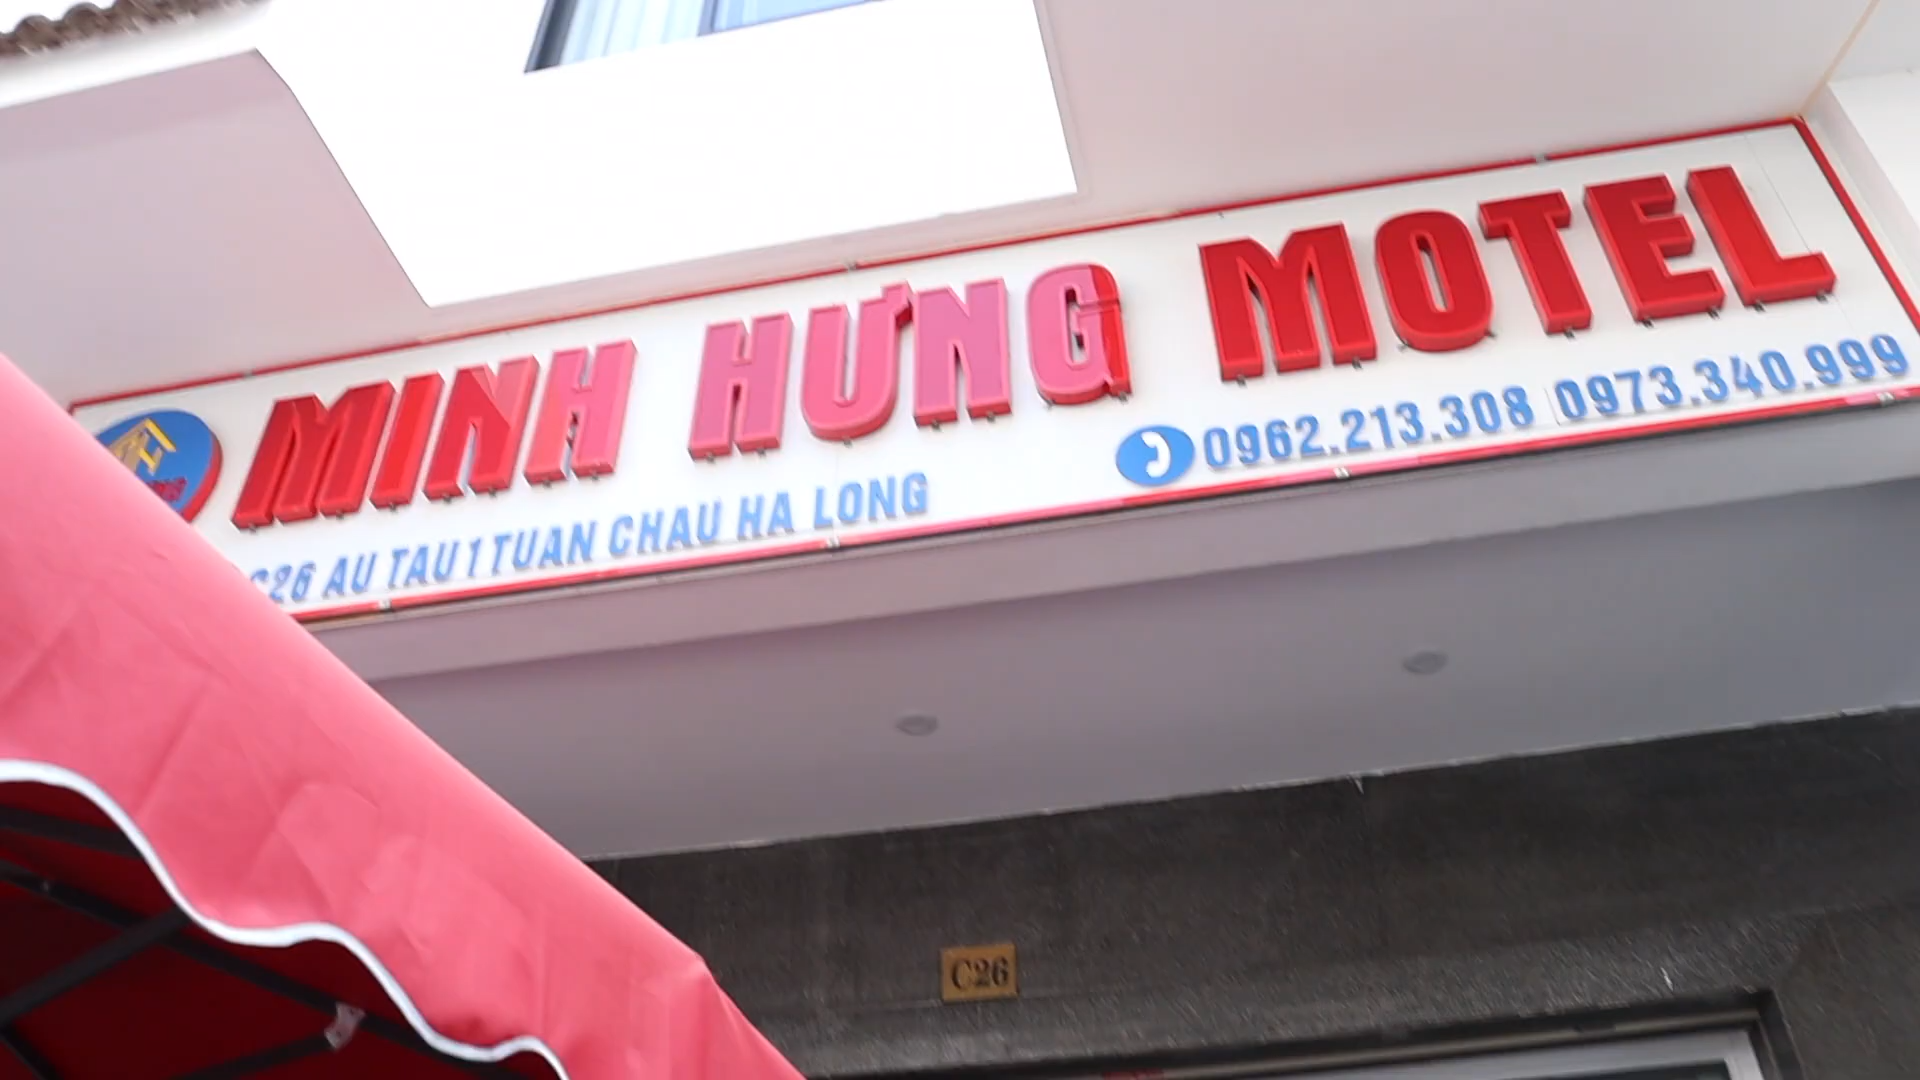 MINH HƯNG MOTEL
C26 AU TAU 1 TUAN CHAU HA LONG
0962.213.308 0973.340.999
C26